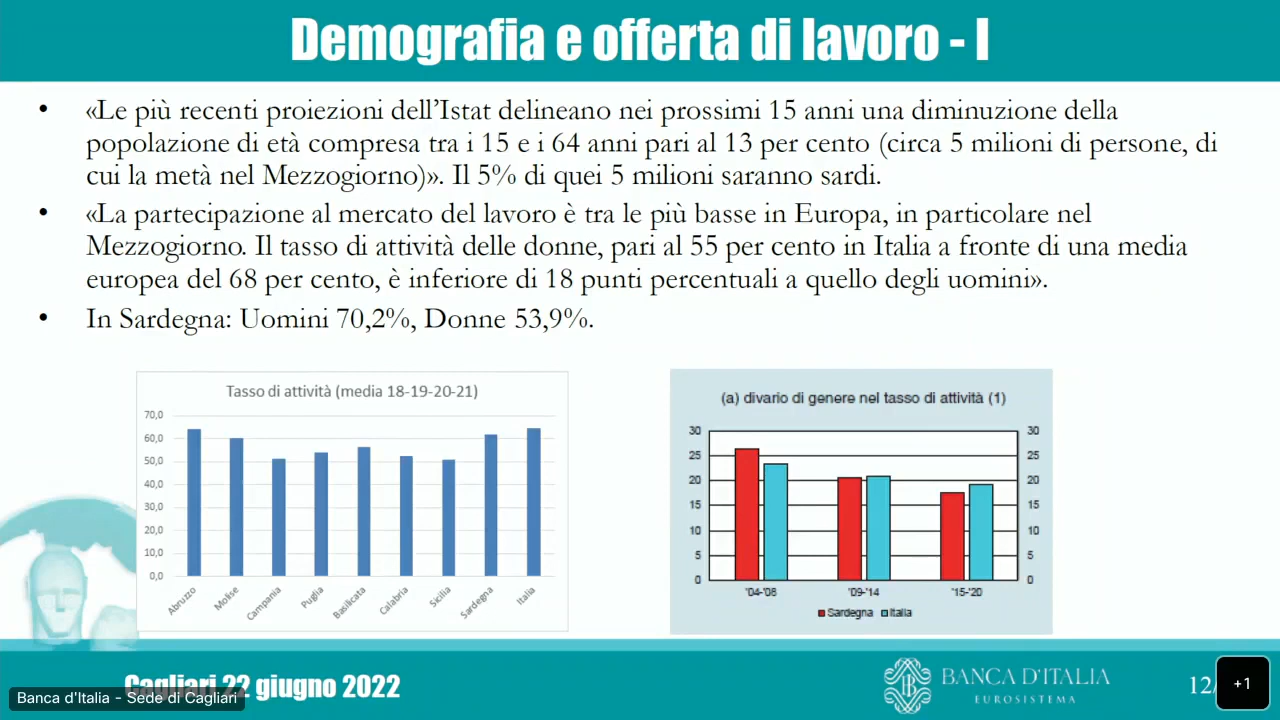 Demografia e offerta di lavoro - I
• «Le più recenti proiezioni dell'Istat delineano nei prossimi 15 anni una diminuzione della
popolazione di età compresa tra i 15 e i 64 anni pari al 13 per cento (circa 5 milioni di persone, di
cui la metà nel Mezzogiorno)». Il 5% di quei 5 milioni saranno sardi.
• «La partecipazione al mercato del lavoro è tra le più basse in Europa, in particolare nel
Mezzogiorno. Il tasso di attività delle donne, pari al 55 per cento in Italia a fronte di una media
europea del 68 per cento, è inferiore di 18 punti percentuali a quello degli uomini».
• In Sardegna: Uomini 70,2%, Donne 53,9%.
Tasso di attività (media 18-19-20-21)
70,0
60,0
50,0
40,0
30,0
20,0
10,0
0,0
Abruzzo Molise Campania Puglia Basilicata Calabria Sicilia Sardegna Italia
(a) divario di genere nel tasso di attività (1)
30 30
25 25
20 20
15 15
10 10
5 5
0 0
'04-'08 '09-'14 '15-'20
Sardegna Italia
Cagliari 22 giugno 2022
Banca d'Italia - Sede di Cagliari
BANCA D'ITALIA
EUROSISTEMA
12/
+1